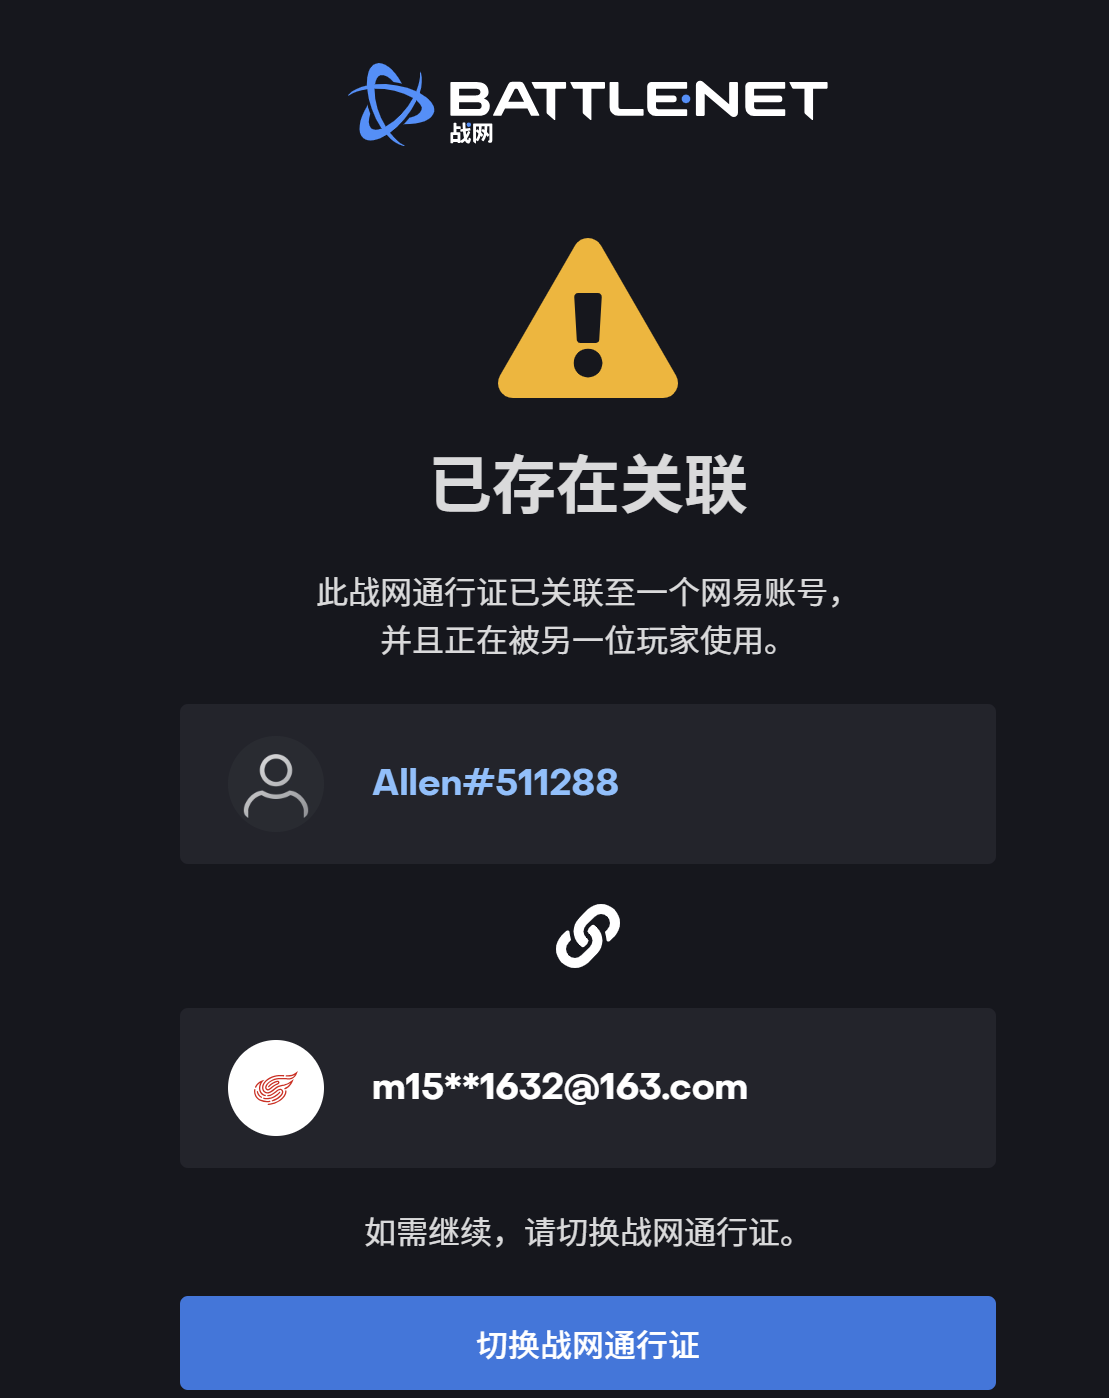 BATTLE.NET
战网
已存在关联
此战网通行证已关联至一个网易账号，
并且正在被另一位玩家使用。
Allen#511288
m15**1632@163.com
如需继续，请切换战网通行证。
切换战网通行证